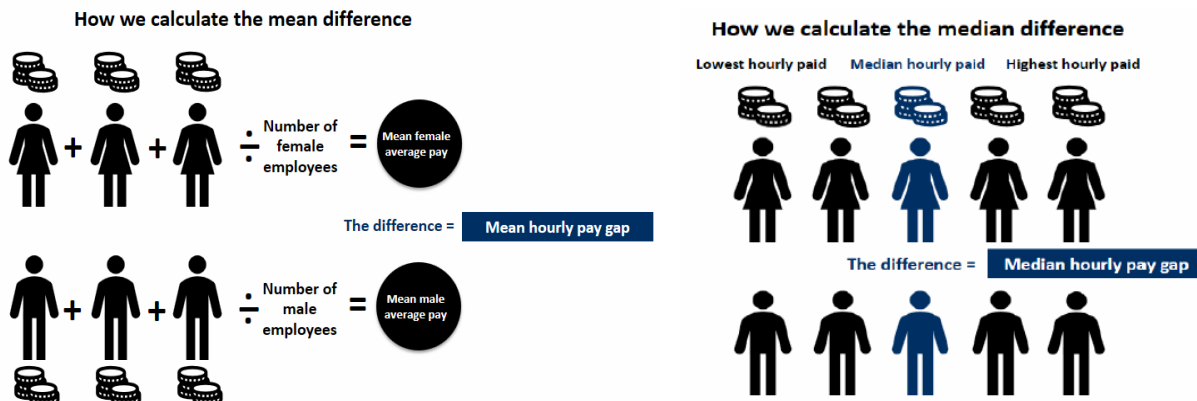 How we calculate the mean difference
+ + ÷ Number of
female
employees
=
Mean female
average pay
The difference = Mean hourly pay gap
+ + ÷ Number of
male
employees
=
Mean male
average pay
How we calculate the median difference
Lowest hourly paid Median hourly paid Highest hourly paid
The difference = Median hourly pay gap